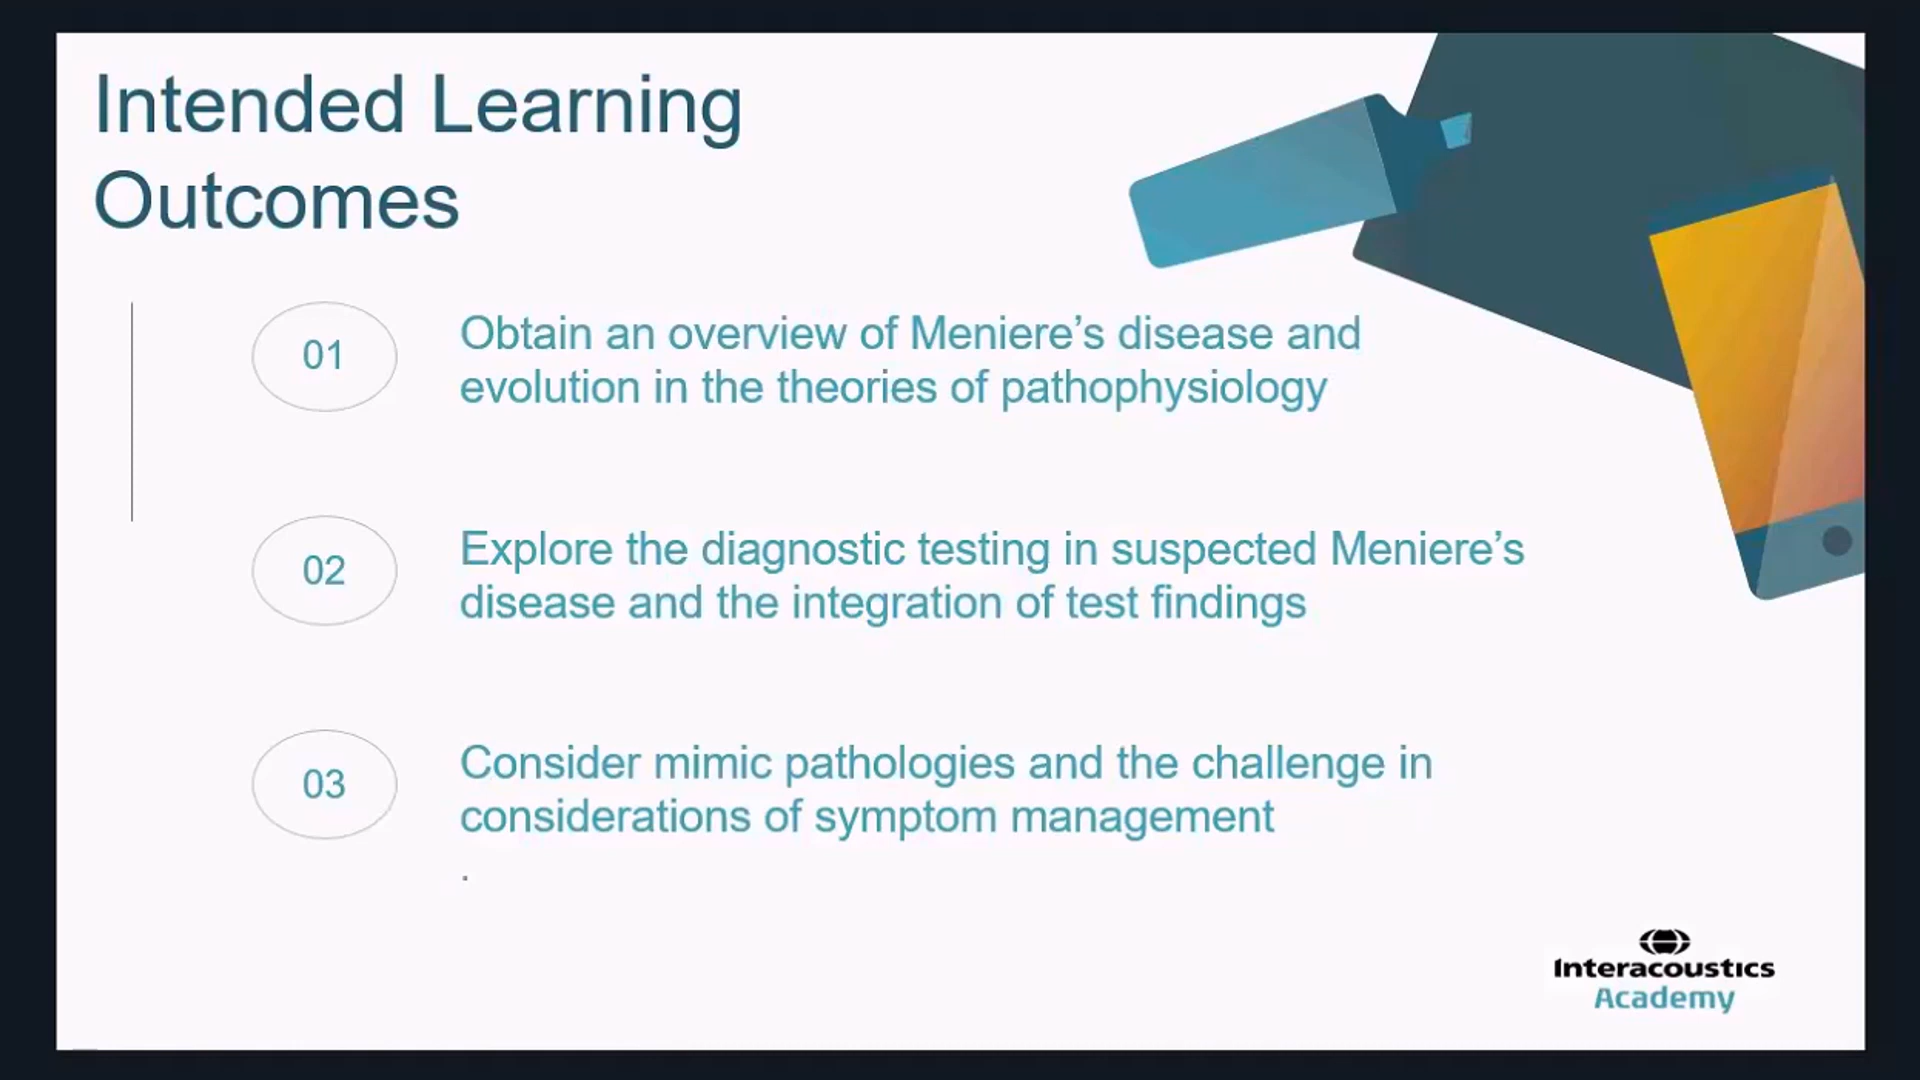 Intended Learning
Outcomes
01
Obtain an overview of Meniere’s disease and
evolution in the theories of pathophysiology
02
Explore the diagnostic testing in suspected Meniere’s
disease and the integration of test findings
03
Consider mimic pathologies and the challenge in
considerations of symptom management
.
Interacoustics
Academy